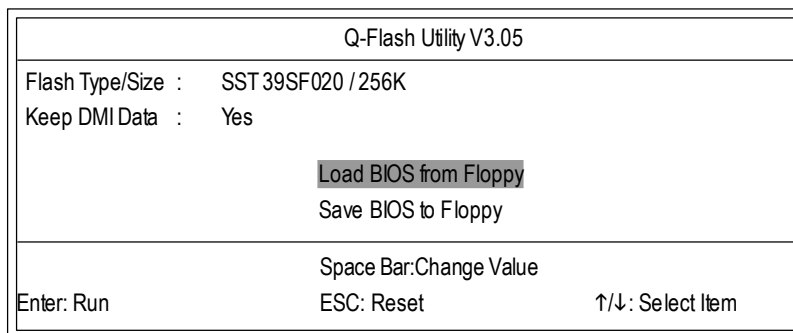 Q-Flash Utility V3.05
Flash Type/Size : SST 39SF020 / 256K
Keep DMI Data : Yes
Load BIOS from Floppy
Save BIOS to Floppy
Space Bar:Change Value
Enter: Run ESC: Reset ↑/↓: Select Item